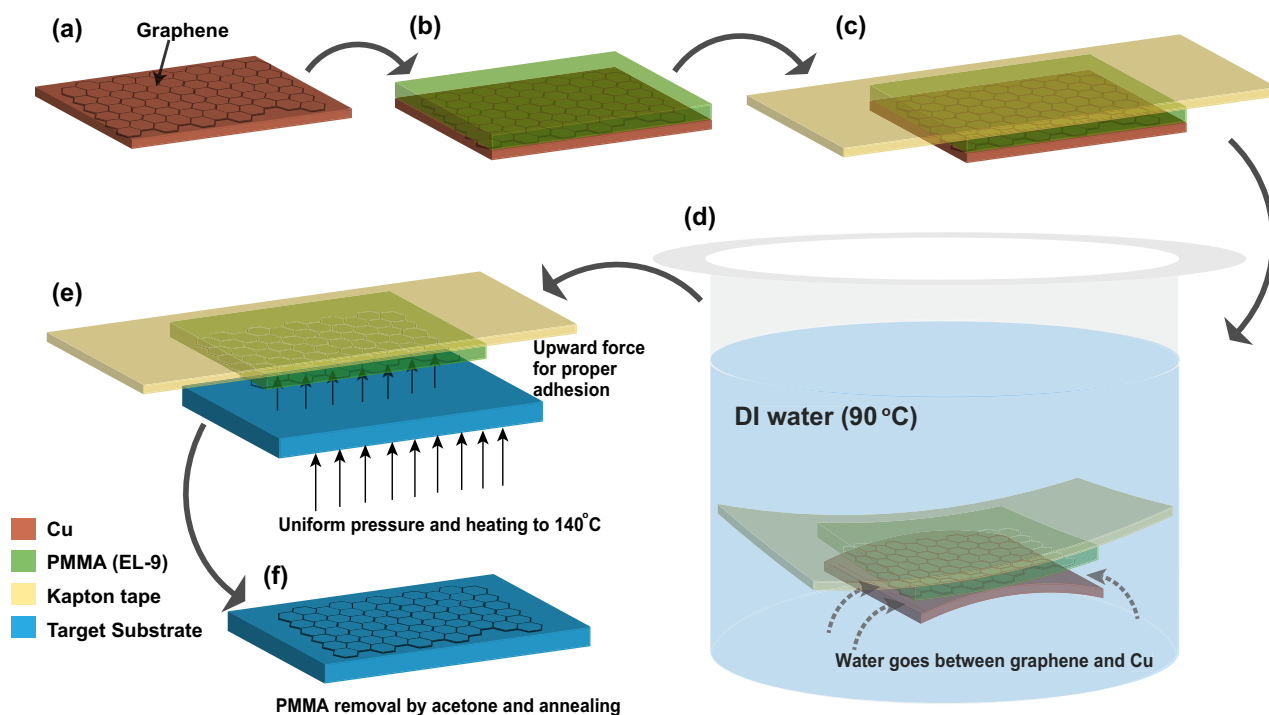 (a)
Graphene
(b)
(c)
(d)
DI water (90 °C)
Water goes between graphene and Cu
(e)
Upward force
for proper
adhesion
Uniform pressure and heating to 140°C
Cu
PMMA (EL-9)
Kapton tape
Target Substrate
(f)
PMMA removal by acetone and annealing